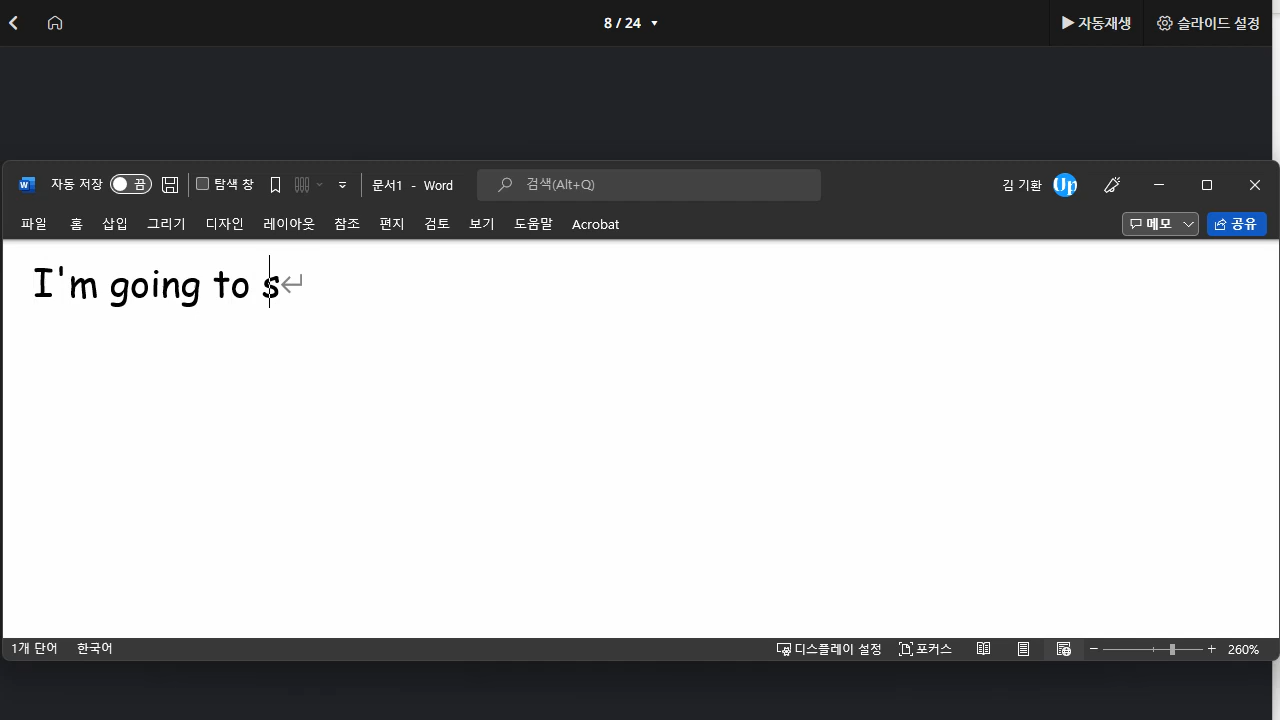 8 / 24
자동재생
슬라이드 설정
자동 저장 끔 탐색 창 문서1 - Word 검색(Alt+Q) 김 기환 Up
파일 홈 삽입 그리기 디자인 레이아웃 참조 편지 검토 보기 도움말 Acrobat 메모 공유
I'm going to s
1개 단어 한국어 디스플레이 설정 포커스 260%